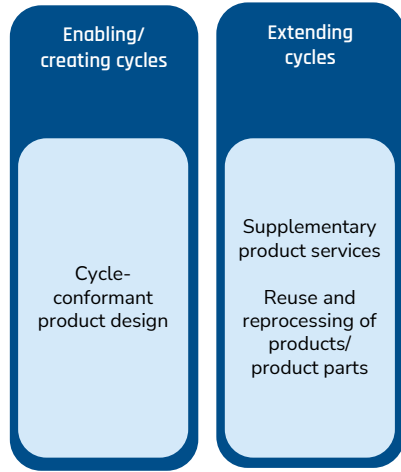 Enabling/
creating cycles
Cycle-
conformant
product design
Extending
cycles
Supplementary
product services
Reuse and
reprocessing of
products/
product parts